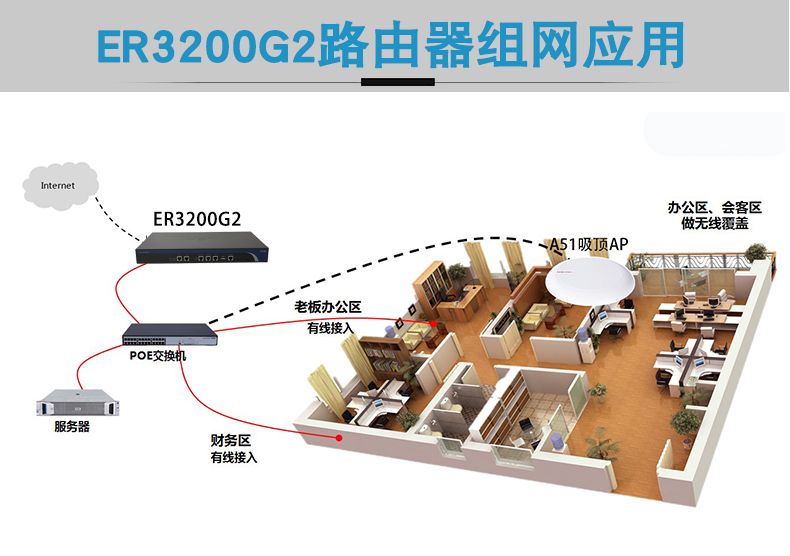 ER3200G2路由器组网应用
Internet
ER3200G2
办公区、会客区
做无线覆盖
A51吸顶AP
老板办公区
有线接入
POE交换机
服务器
财务区
有线接入